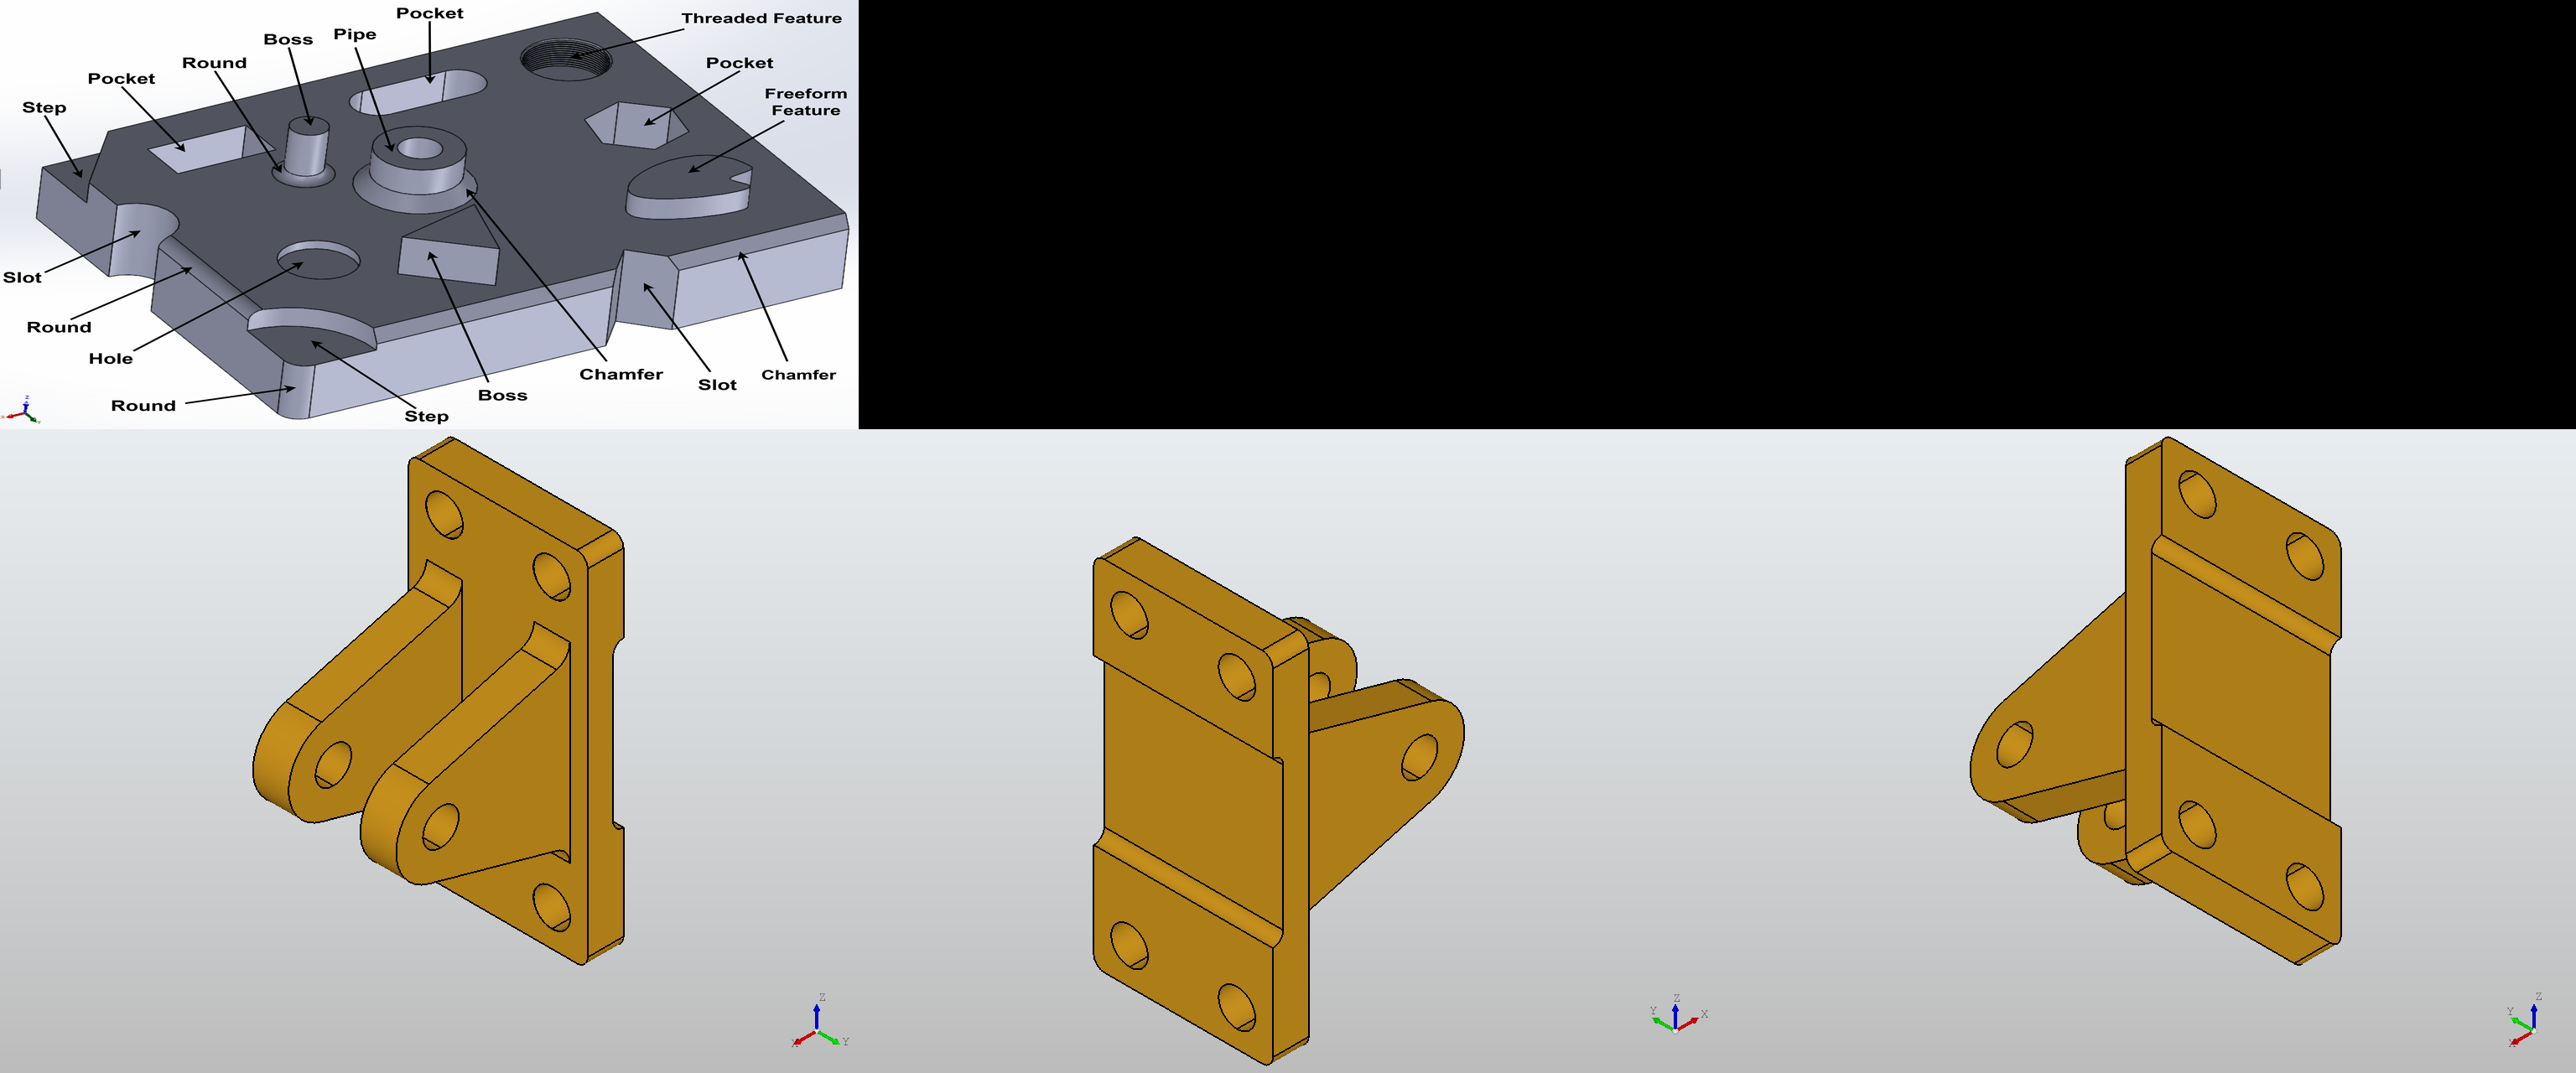 Pocket
Threaded Feature
Boss
Pipe
Round
Pocket
Pocket
Freeform
Feature
Step
Slot
Round
Hole
Chamfer
Slot
Chamfer
Boss
Round
Step
Z
X
Y
Y
Z
X
Z
Y
X